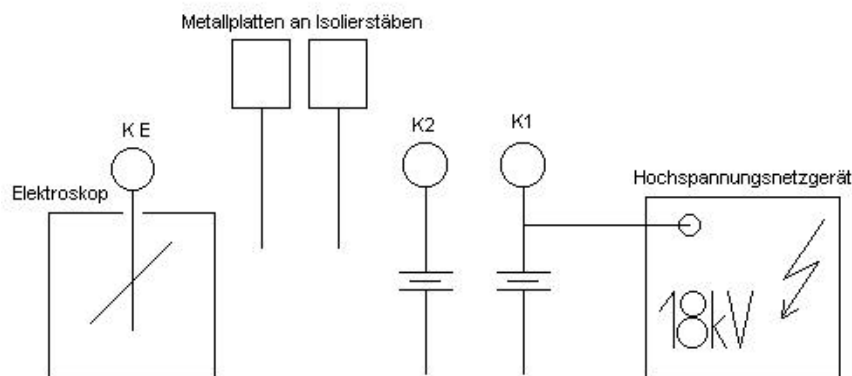 Metallplatten an Isolierstäben
K E
K2
K1
Elektroskop
Hochspannungsnetzgerät
18kV